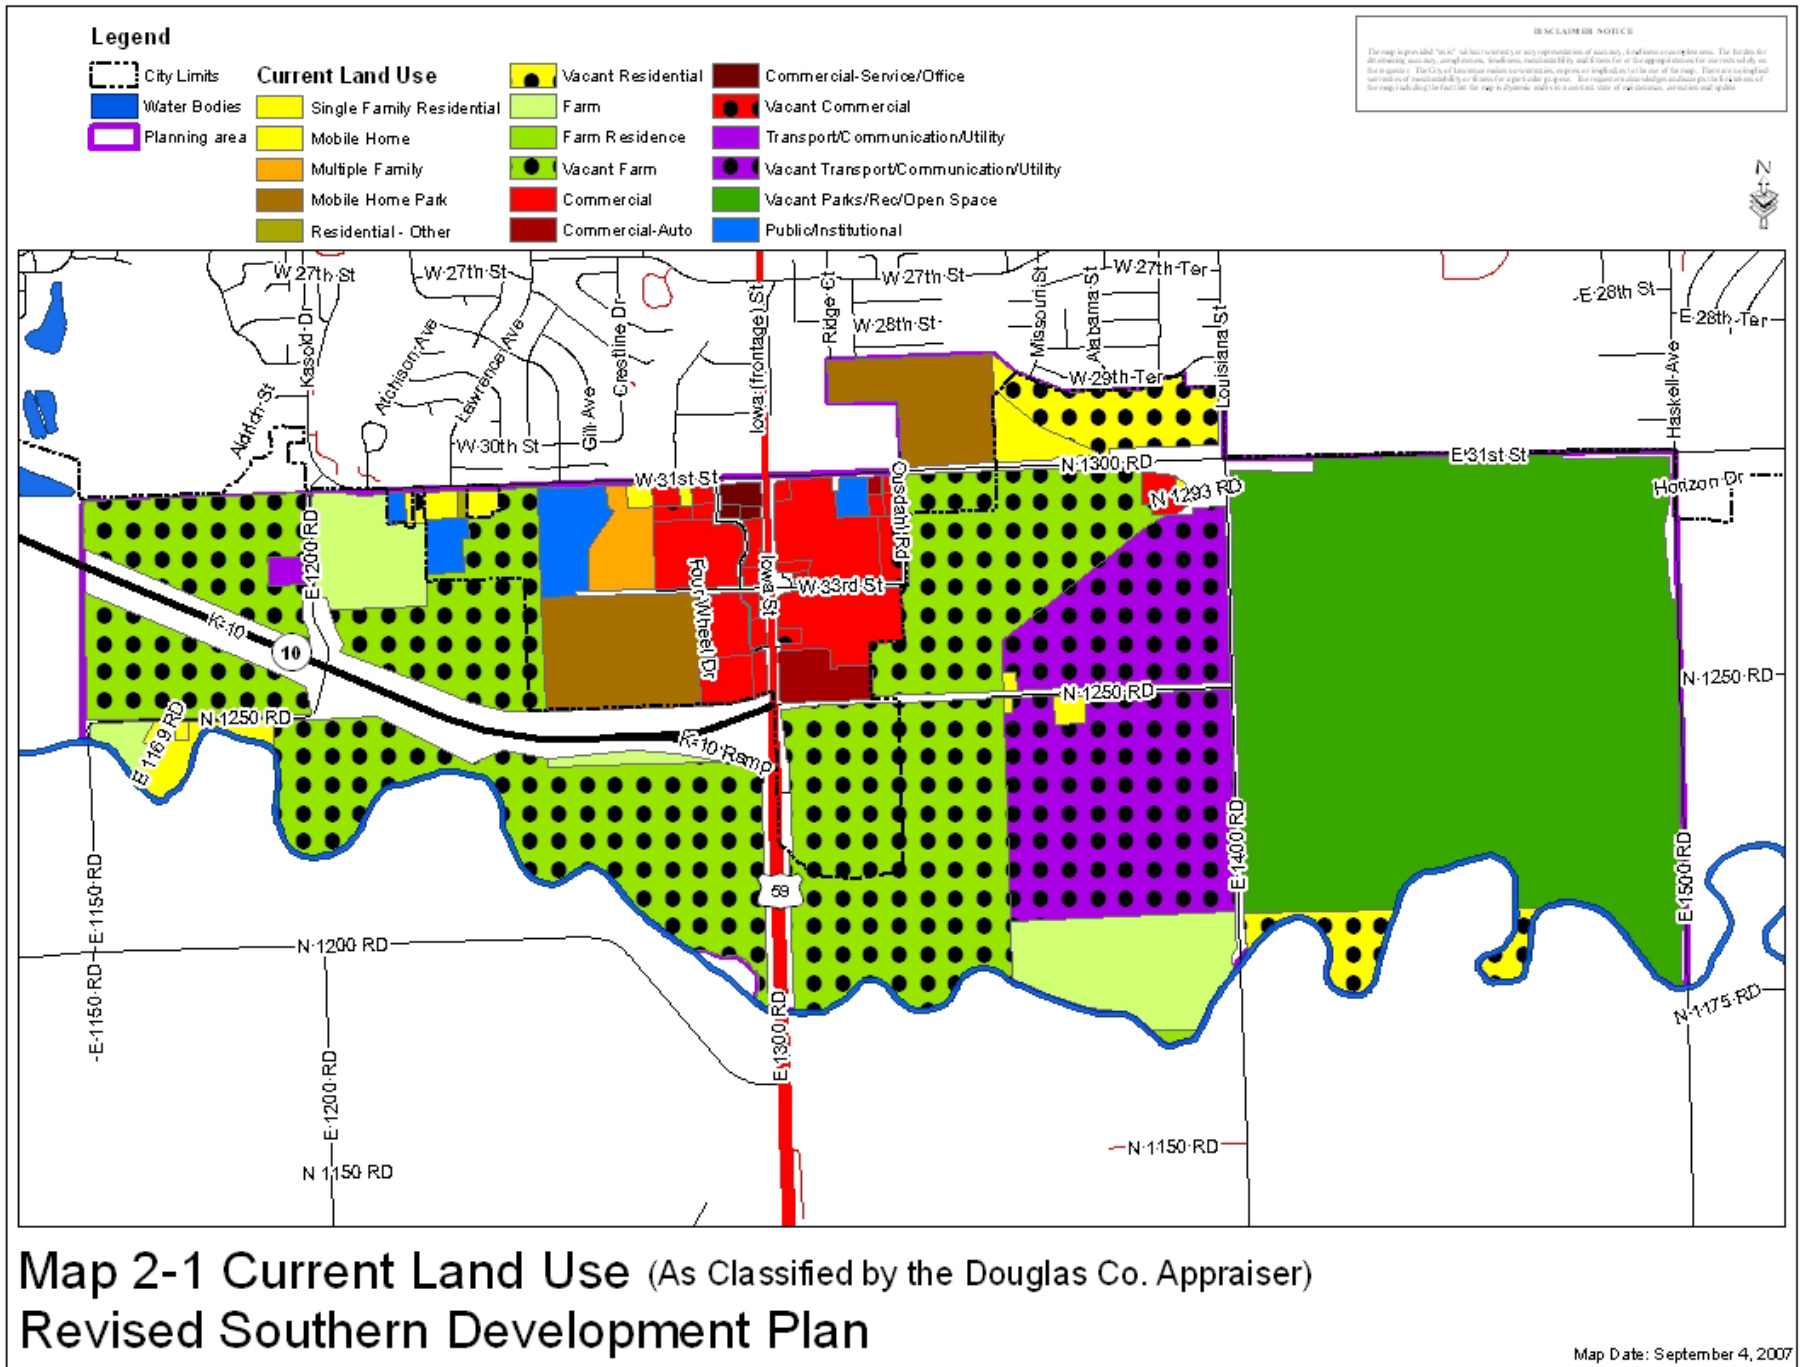 Legend
City Limits
Water Bodies
Planning area
Current Land Use
Single Family Residential
Mobile Home
Multiple Family
Mobile Home Park
Residential - Other
Vacant Residential
Farm
Farm Residence
Vacant Farm
Commercial
Commercial-Auto
Commercial-Service/Office
Vacant Commercial
Transport/Communication/Utility
Vacant Transport/Communication/Utility
Vacant Parks/Rec/Open Space
Public/Institutional
DISCLAIMER NOTICE
N
W 27th St
W 27th St
W 27th St
W 27th Ter
E 28th St
E 28th Ter
W 28th St
W 29th Ter
W 30th St
W 31st St
E 31st St
W 33rd St
Kasold Dr
Aldrich St
Atchison Ave
Lawrence Ave
Gill Ave
Crestline Dr
Iowa (frontage) St
Ridge Ct
Missouri St
Alabama St
Louisiana St
Haskell Ave
Horizon Dr
Ousdahl Rd
Four Wheel Dr
Iowa St
N 1300 RD
N 1293 RD
E 1200 RD
K-10
10
K-10 Ramp
N 1250 RD
N 1250 RD
N 1250 RD
E 1169 RD
E 1150 RD
E 1150 RD
E 1200 RD
N 1200 RD
N 1150 RD
59
E 1300 RD
E 1400 RD
E 1500 RD
N 1175 RD
N 1150 RD
Map 2-1 Current Land Use (As Classified by the Douglas Co. Appraiser)
Revised Southern Development Plan
Map Date: September 4, 2007